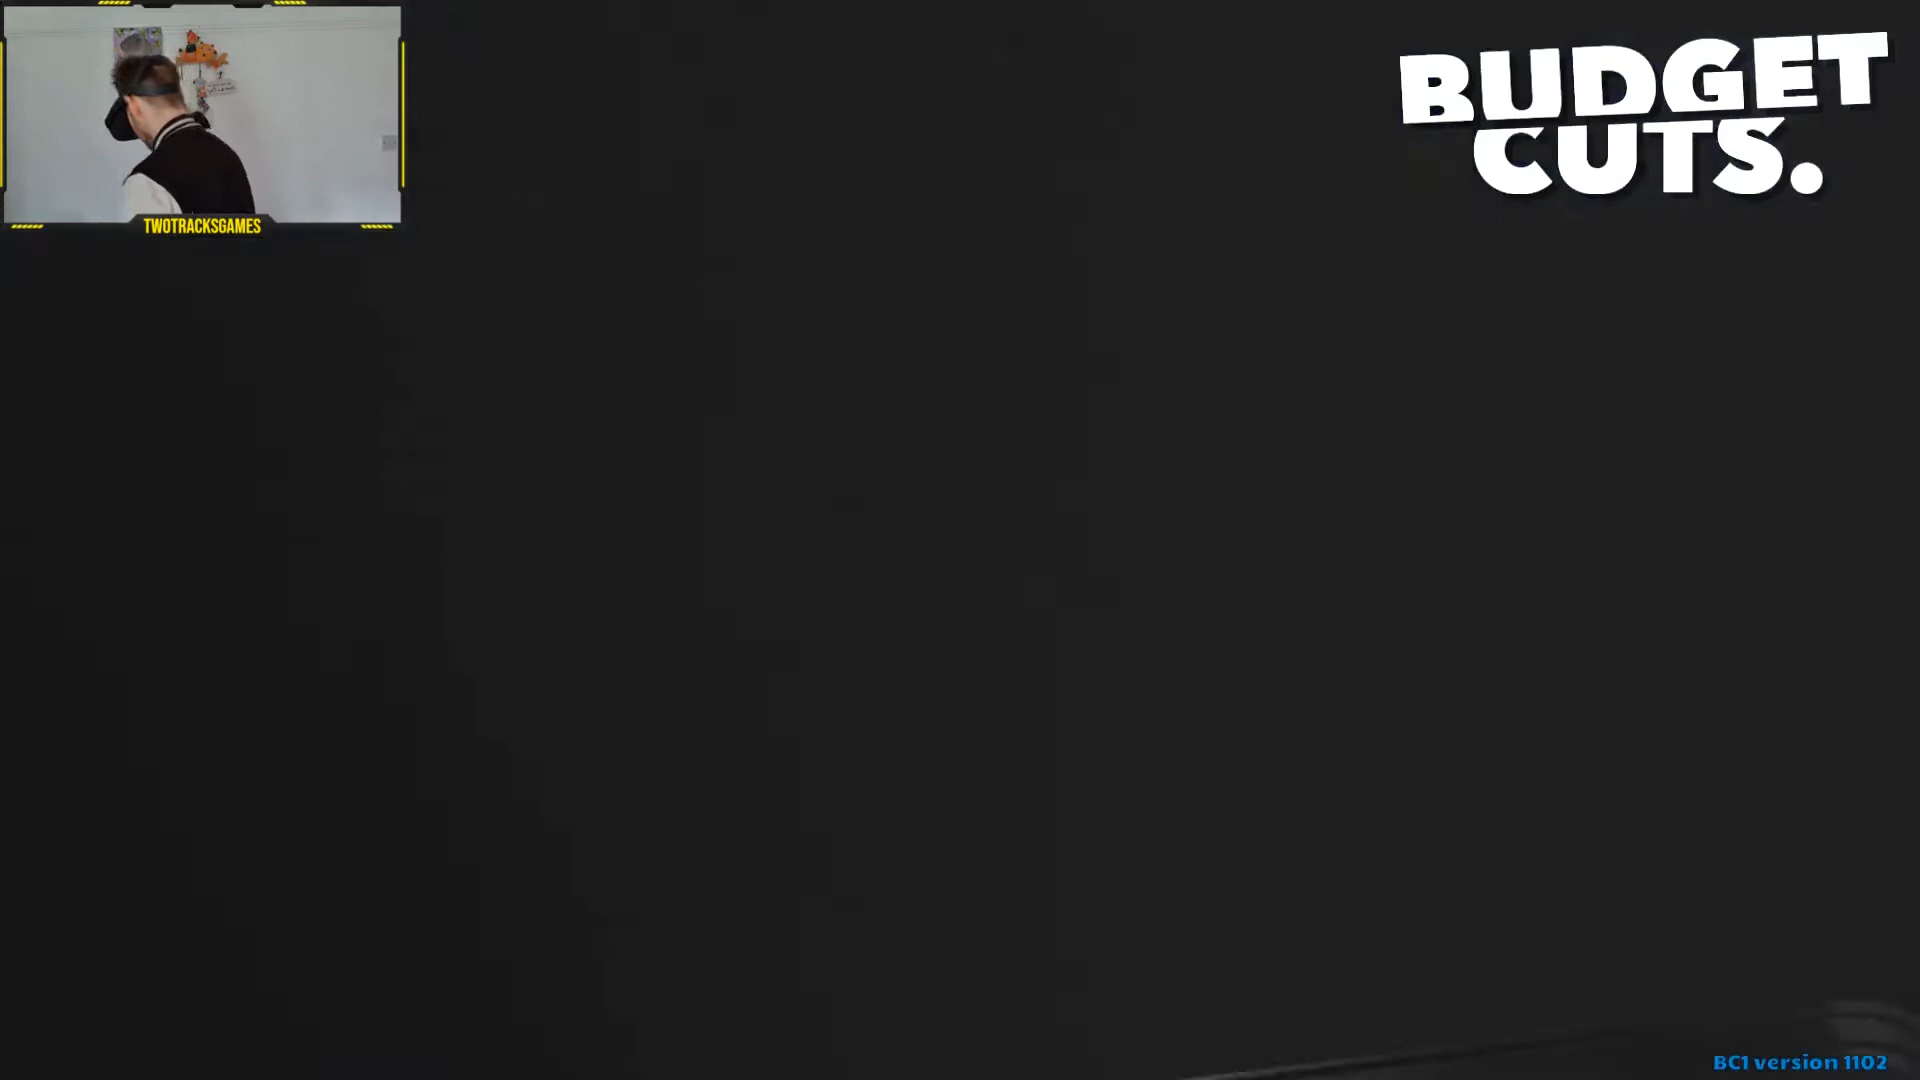 BUDGET
CUTS.
TWOTRACKSGAMES
BC1 version 1102